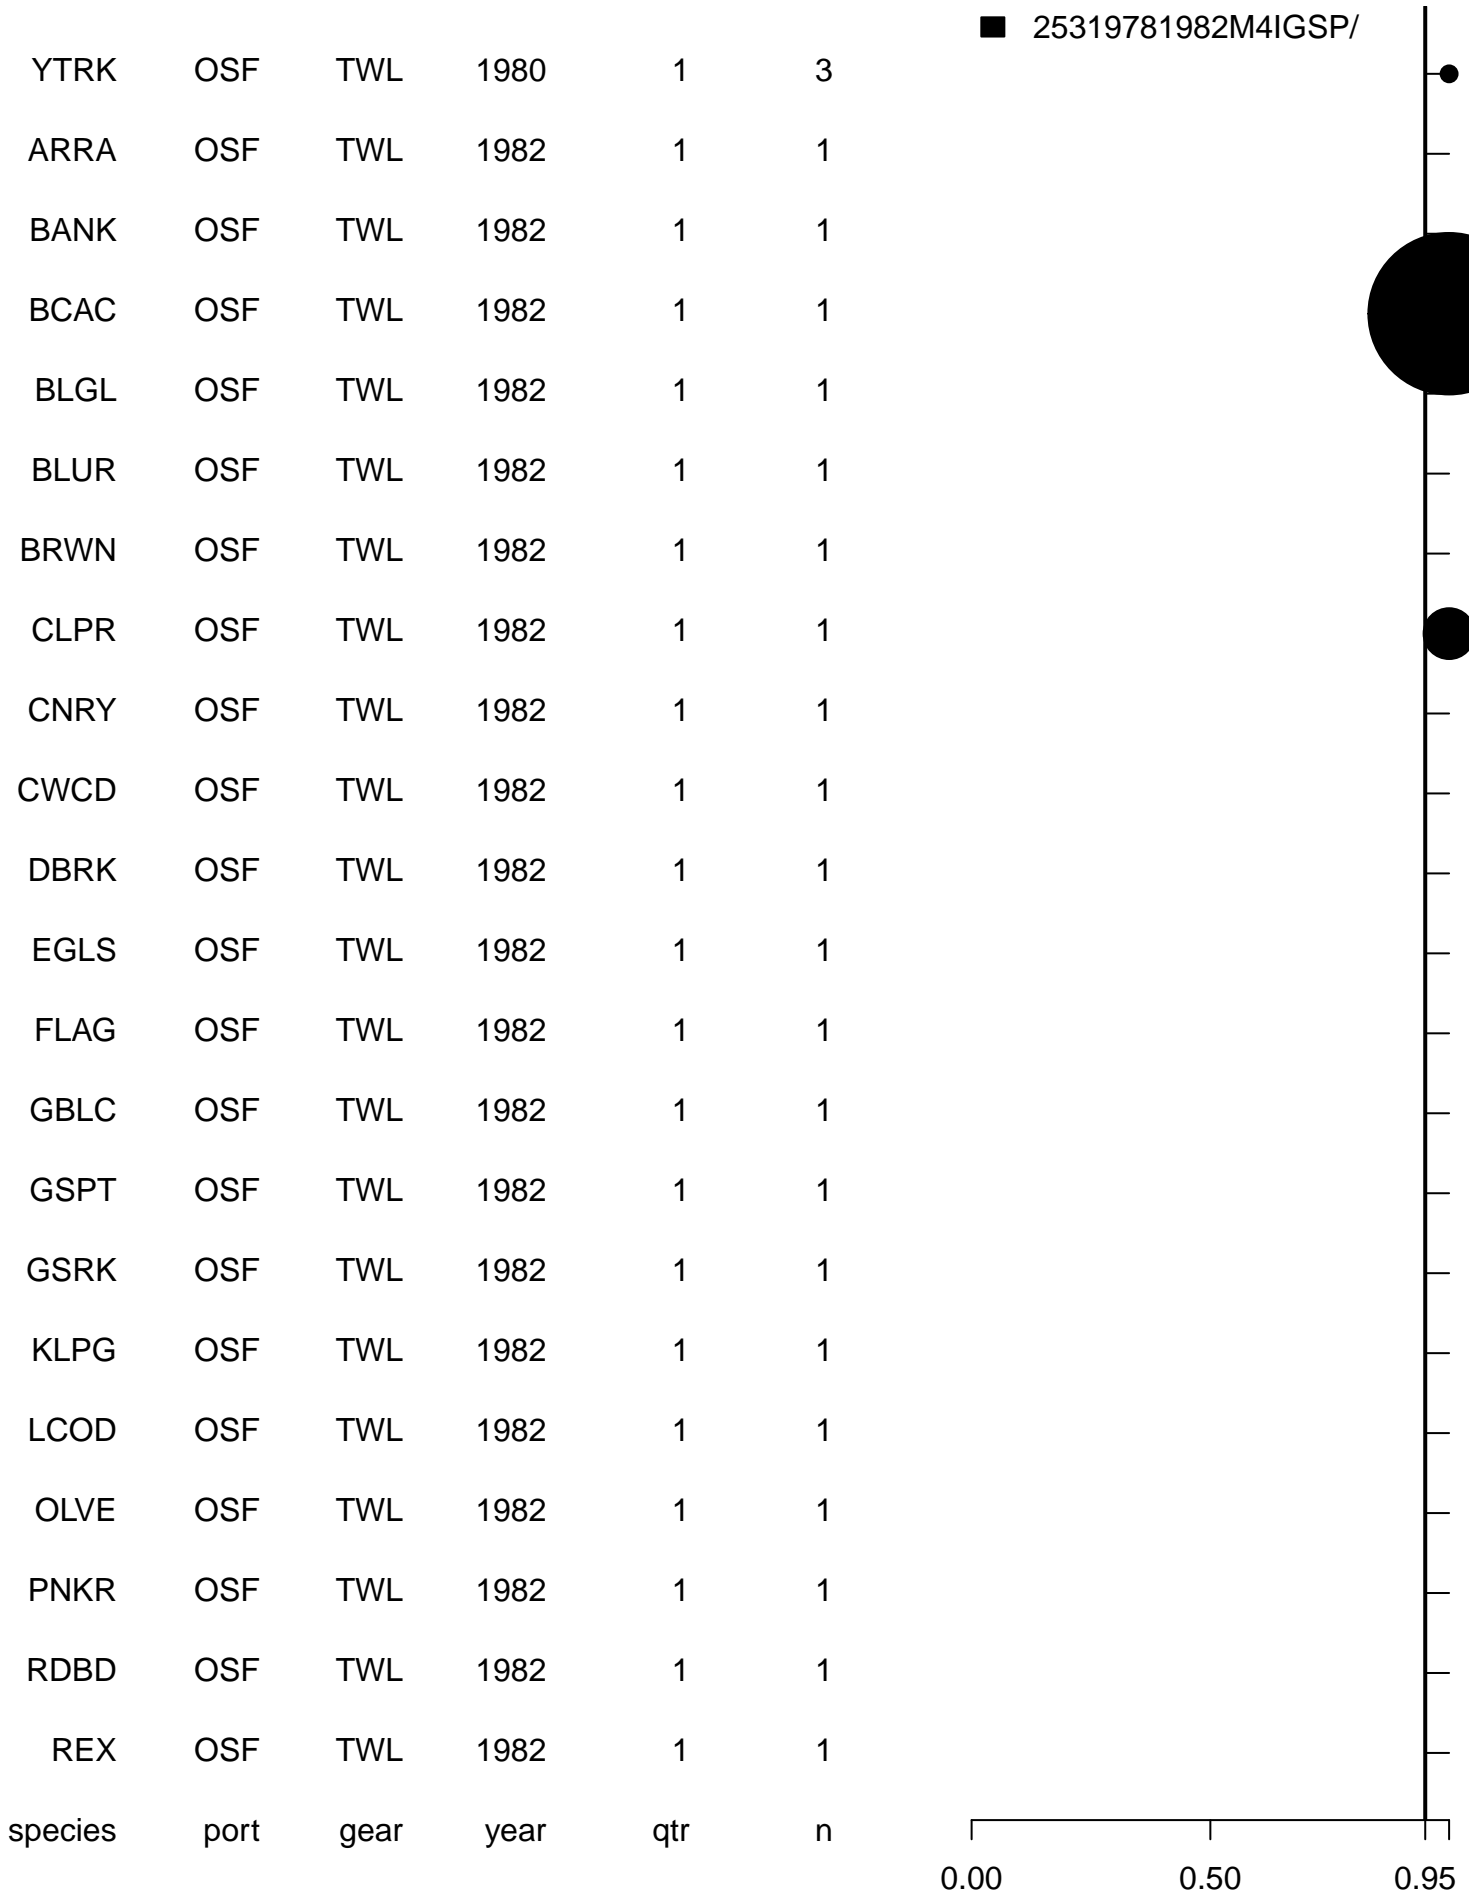 25319781982M4IGSP/
YTRK OSF TWL 1980 1 3
ARRA OSF TWL 1982 1 1
BANK OSF TWL 1982 1 1
BCAC OSF TWL 1982 1 1
BLGL OSF TWL 1982 1 1
BLUR OSF TWL 1982 1 1
BRWN OSF TWL 1982 1 1
CLPR OSF TWL 1982 1 1
CNRY OSF TWL 1982 1 1
CWCD OSF TWL 1982 1 1
DBRK OSF TWL 1982 1 1
EGLS OSF TWL 1982 1 1
FLAG OSF TWL 1982 1 1
GBLC OSF TWL 1982 1 1
GSPT OSF TWL 1982 1 1
GSRK OSF TWL 1982 1 1
KLPG OSF TWL 1982 1 1
LCOD OSF TWL 1982 1 1
OLVE OSF TWL 1982 1 1
PNKR OSF TWL 1982 1 1
RDBD OSF TWL 1982 1 1
REX OSF TWL 1982 1 1
species port gear year qtr n
0.00 0.50 0.95